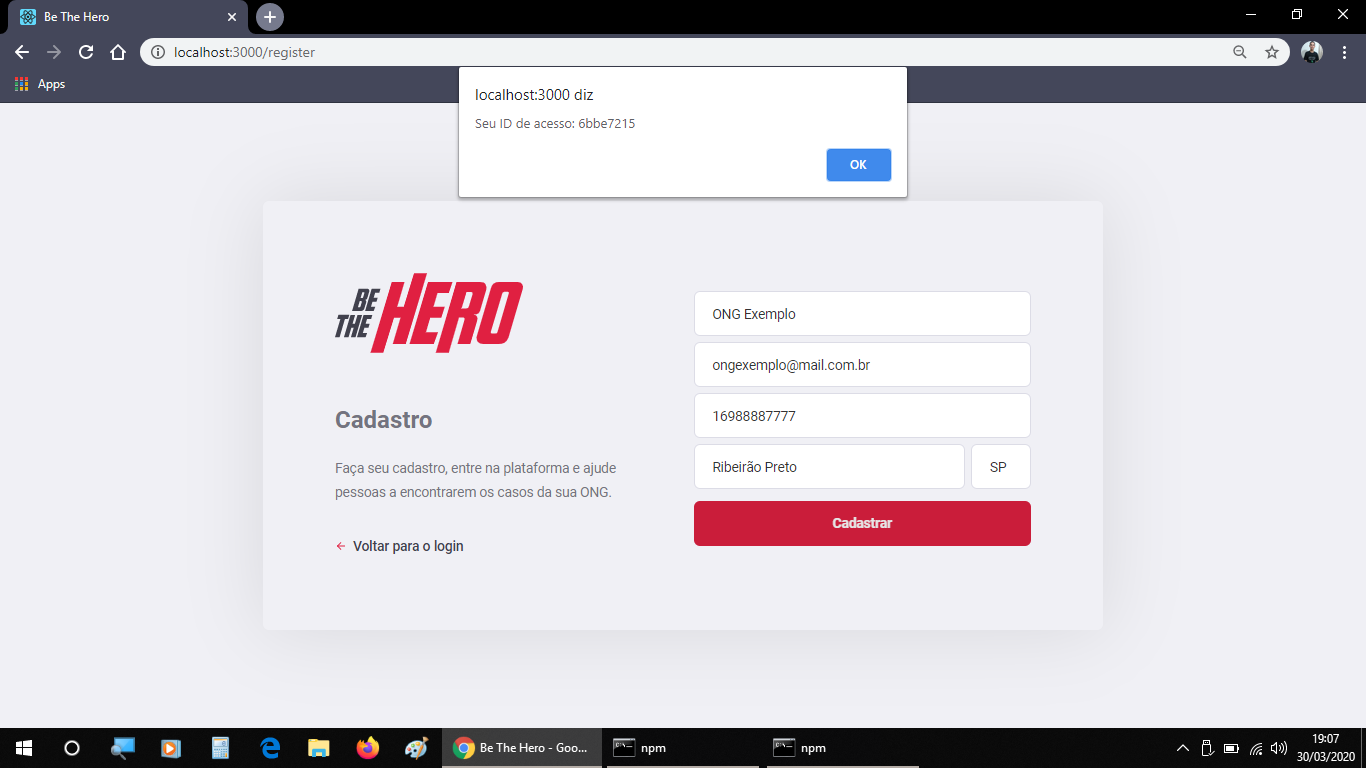 Be The Hero
localhost:3000/register
Apps
localhost:3000 diz
Seu ID de acesso: 6bbe7215
OK
BE
THE HERO
Cadastro
Faça seu cadastro, entre na plataforma e ajude
pessoas a encontrarem os casos da sua ONG.
Voltar para o login
ONG Exemplo
ongexemplo@mail.com.br
16988887777
Ribeirão Preto SP
Cadastrar
Be The Hero - Goo... npm npm
19:07
30/03/2020